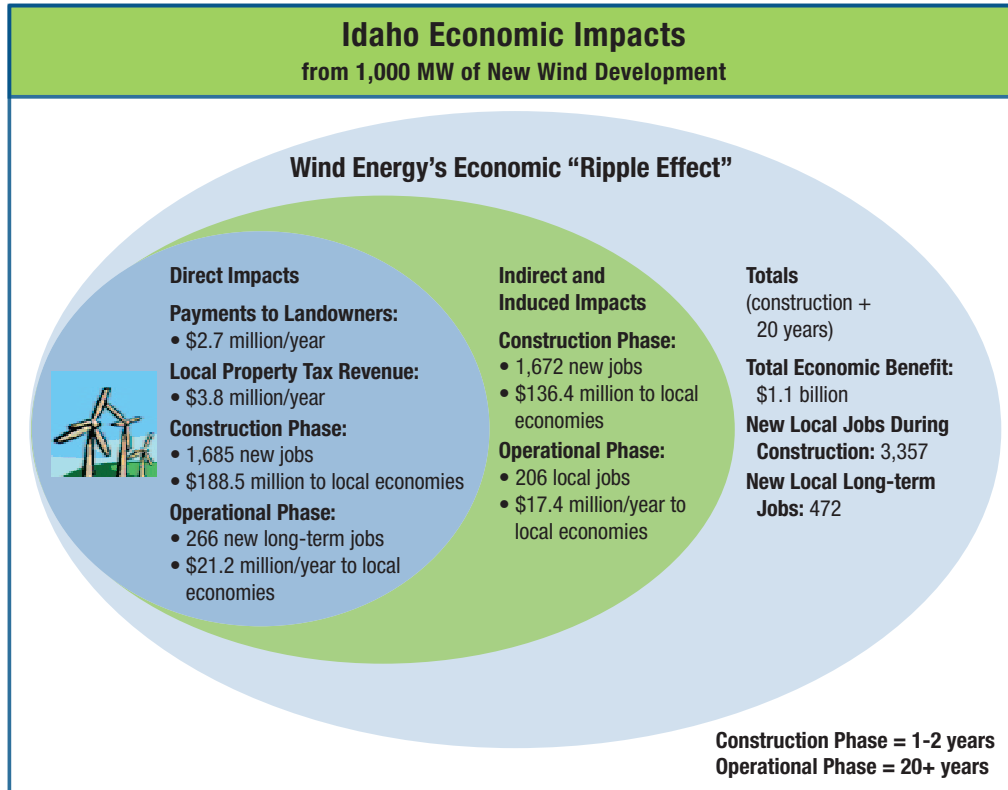 Idaho Economic Impacts
from 1,000 MW of New Wind Development
Wind Energy’s Economic “Ripple Effect”
Direct Impacts
Payments to Landowners:
• $2.7 million/year
Local Property Tax Revenue:
• $3.8 million/year
Construction Phase:
• 1,685 new jobs
• $188.5 million to local economies
Operational Phase:
• 266 new long-term jobs
• $21.2 million/year to local
economies
Indirect and
Induced Impacts
Construction Phase:
• 1,672 new jobs
• $136.4 million to local
economies
Operational Phase:
• 206 local jobs
• $17.4 million/year to
local economies
Totals
(construction +
20 years)
Total Economic Benefit:
$1.1 billion
New Local Jobs During
Construction: 3,357
New Local Long-term
Jobs: 472
Construction Phase = 1-2 years
Operational Phase = 20+ years